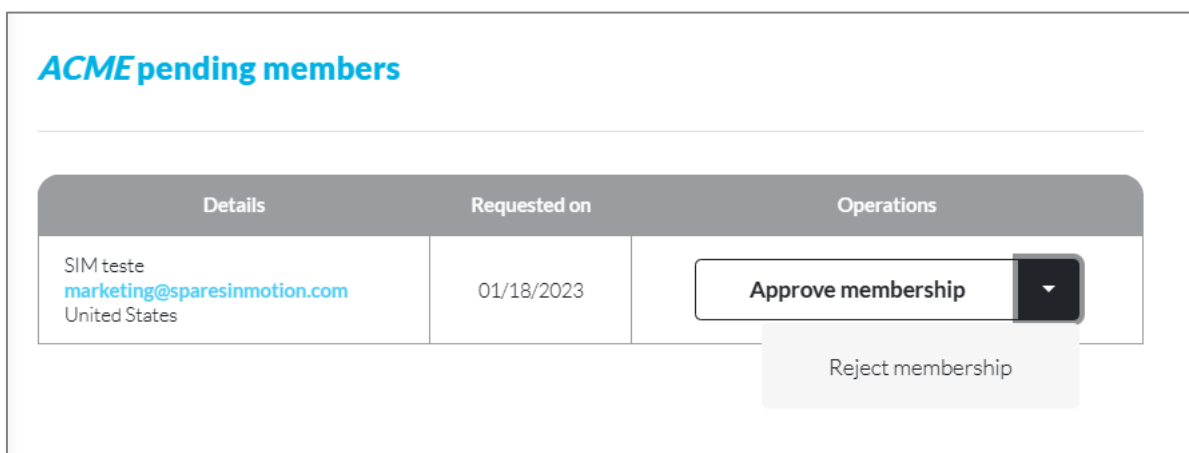 ACME pending members
Details Requested on Operations
SIM teste
marketing@sparesinmotion.com
United States
01/18/2023
Approve membership
Reject membership